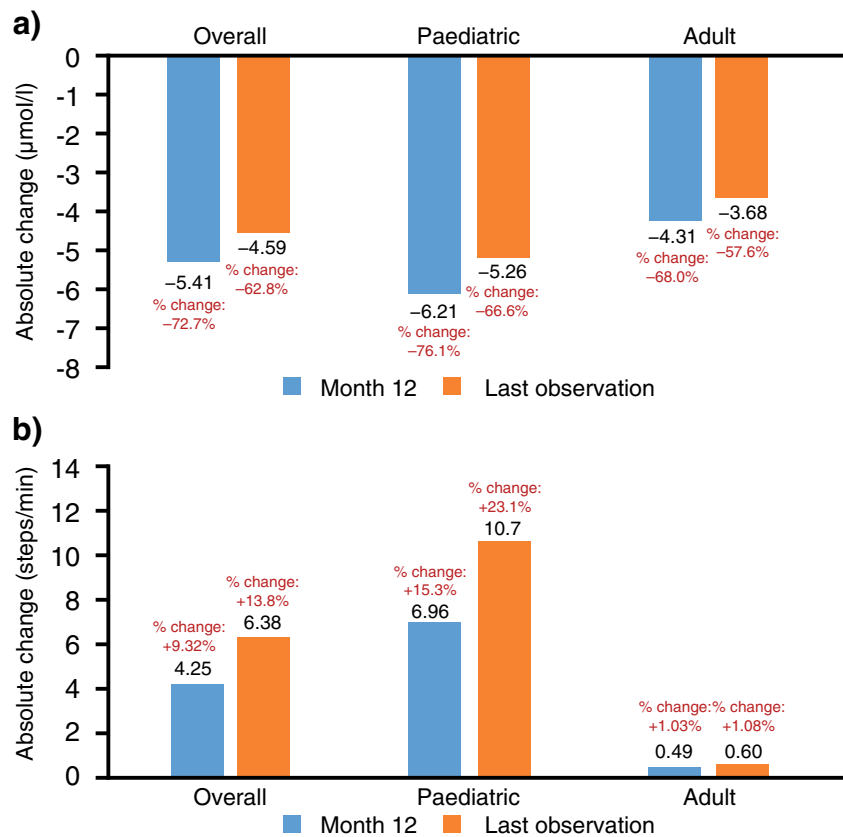 a)
Overall Paediatric Adult
Absolute change (µmol/l)
0
-1
-2
-3
-4
-5
-6
-7
-8
−5.41
% change:
−72.7%
−4.59
% change:
−62.8%
−6.21
% change:
−76.1%
−5.26
% change:
−66.6%
−4.31
% change:
−68.0%
−3.68
% change:
−57.6%
Month 12 Last observation
b)
Absolute change (steps/min)
14
12
10
8
6
4
2
0
% change:
+9.32%
4.25
% change:
+13.8%
6.38
% change:
+15.3%
6.96
% change:
+23.1%
10.7
% change:
+1.03%
0.49
% change:
+1.08%
0.60
Overall Paediatric Adult
Month 12 Last observation